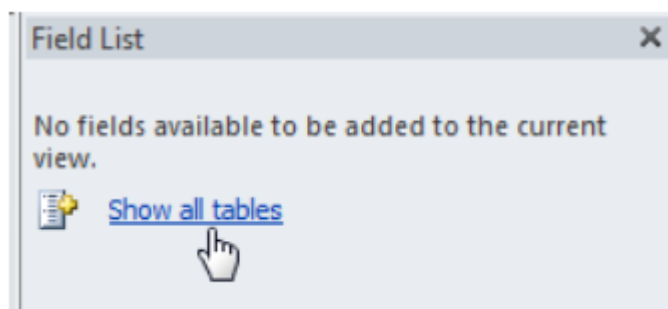 Field List
No fields available to be added to the current
view.
Show all tables